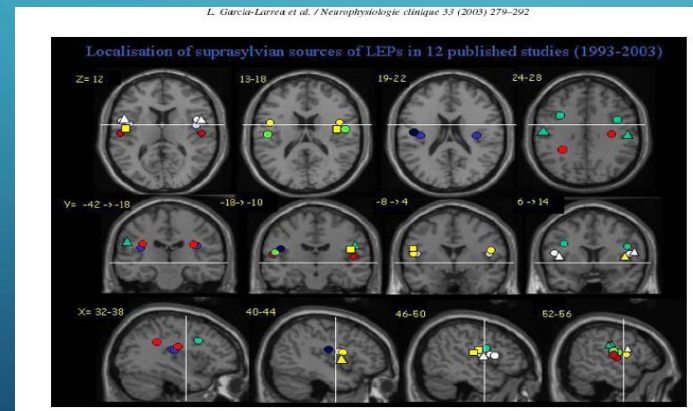 L. Garcia-Larrea et al. / Neurophysiologie clinique 33 (2003) 279–292
Localisation of suprasylvian sources of LEPs in 12 published studies (1993-2003)
Z= 12 13-18 19-22 24-28
Y= -42 -> -18 -18-> -10 -8 -> 4 6 -> 14
X= 32-38 40-44 46-50 52-56